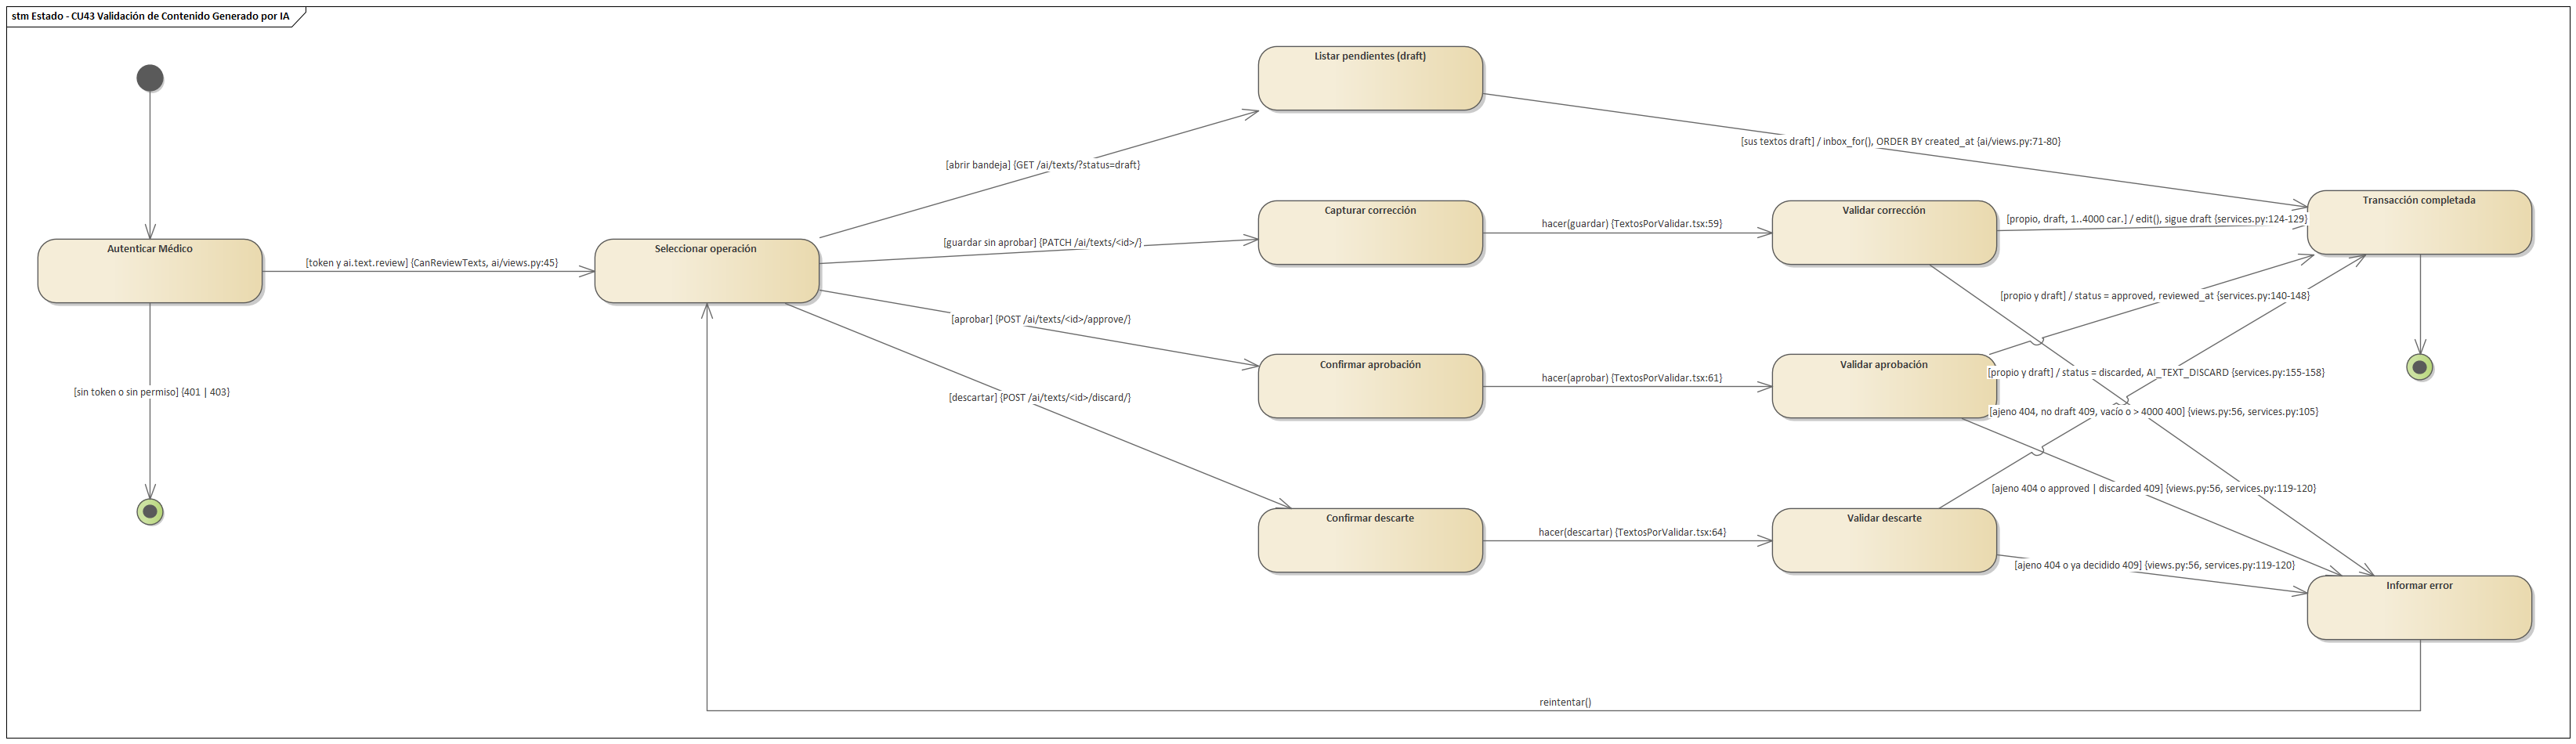 stm Estado - CU43 Validación de Contenido Generado por IA
Listar pendientes (draft)
[sus textos draft] / inbox_for(), ORDER BY created_at {ai/views.py:71-80}
[abrir bandeja] {GET /ai/texts/?status=draft}
Capturar corrección
Validar corrección
Transacción completada
hacer(guardar) {TextosPorValidar.tsx:59}
[propio, draft, 1..4000 car.] / edit(), sigue draft {services.py:124-129}
Autenticar Médico
Seleccionar operación
[guardar sin aprobar] {PATCH /ai/texts/<id>/}
[token y ai.text.review] {CanReviewTexts, ai/views.py:45}
[propio y draft] / status = approved, reviewed_at {services.py:140-148}
[aprobar] {POST /ai/texts/<id>/approve/}
Confirmar aprobación
Validar aprobación
hacer(aprobar) {TextosPorValidar.tsx:61}
[propio y draft] / status = discarded, AI_TEXT_DISCARD {services.py:155-158}
[sin token o sin permiso] {401 | 403}
[descartar] {POST /ai/texts/<id>/discard/}
[ajeno 404, no draft 409, vacío o > 4000 400] {views.py:56, services.py:105}
[ajeno 404 o approved | discarded 409] {views.py:56, services.py:119-120}
Confirmar descarte
Validar descarte
hacer(descartar) {TextosPorValidar.tsx:64}
[ajeno 404 o ya decidido 409] {views.py:56, services.py:119-120}
Informar error
reintentar()